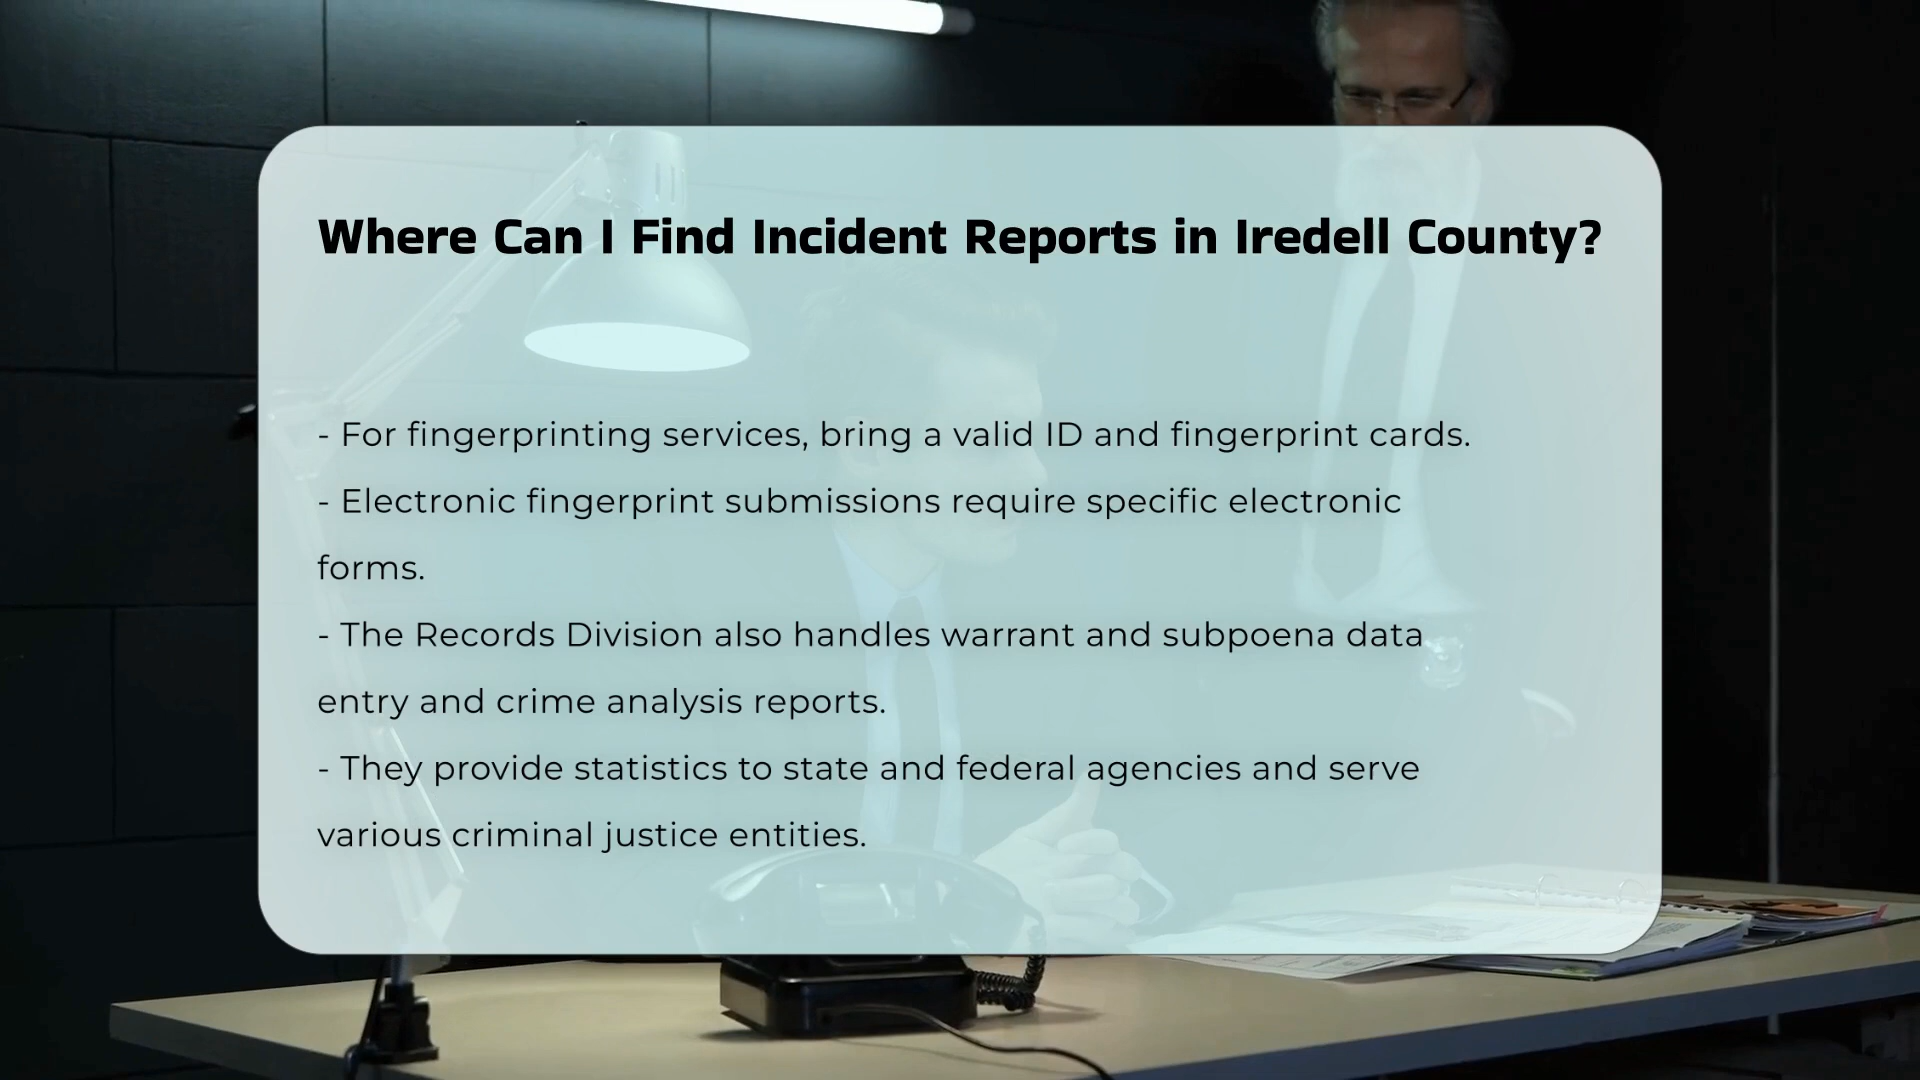 Where Can I Find Incident Reports in Iredell County?
- For fingerprinting services, bring a valid ID and fingerprint cards.
- Electronic fingerprint submissions require specific electronic
forms.
- The Records Division also handles warrant and subpoena data
entry and crime analysis reports.
- They provide statistics to state and federal agencies and serve
various criminal justice entities.